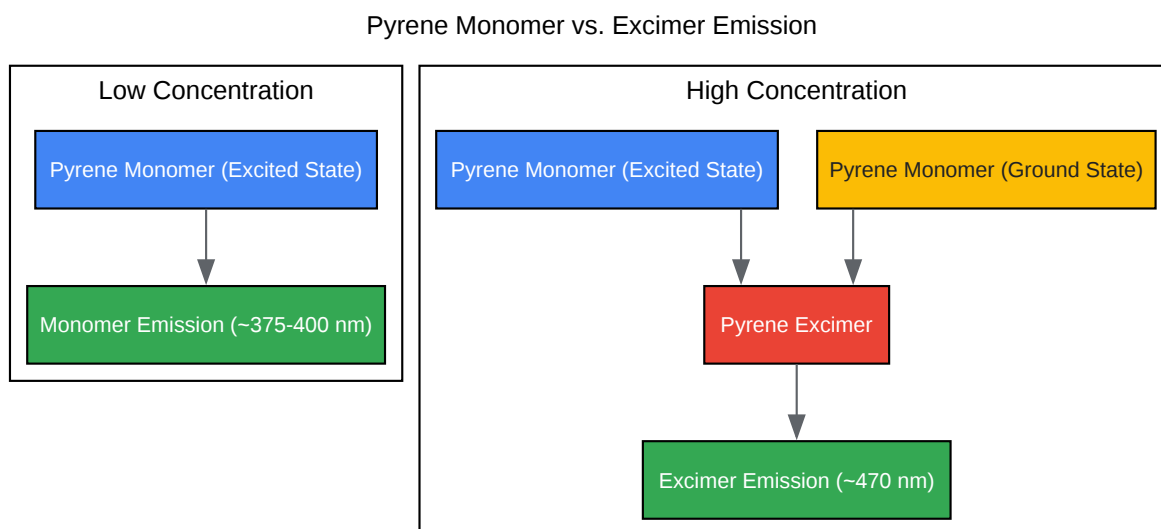 Pyrene Monomer vs. Excimer Emission
Low Concentration
Pyrene Monomer (Excited State)
Monomer Emission (~375-400 nm)
High Concentration
Pyrene Monomer (Excited State)
Pyrene Monomer (Ground State)
Pyrene Excimer
Excimer Emission (~470 nm)